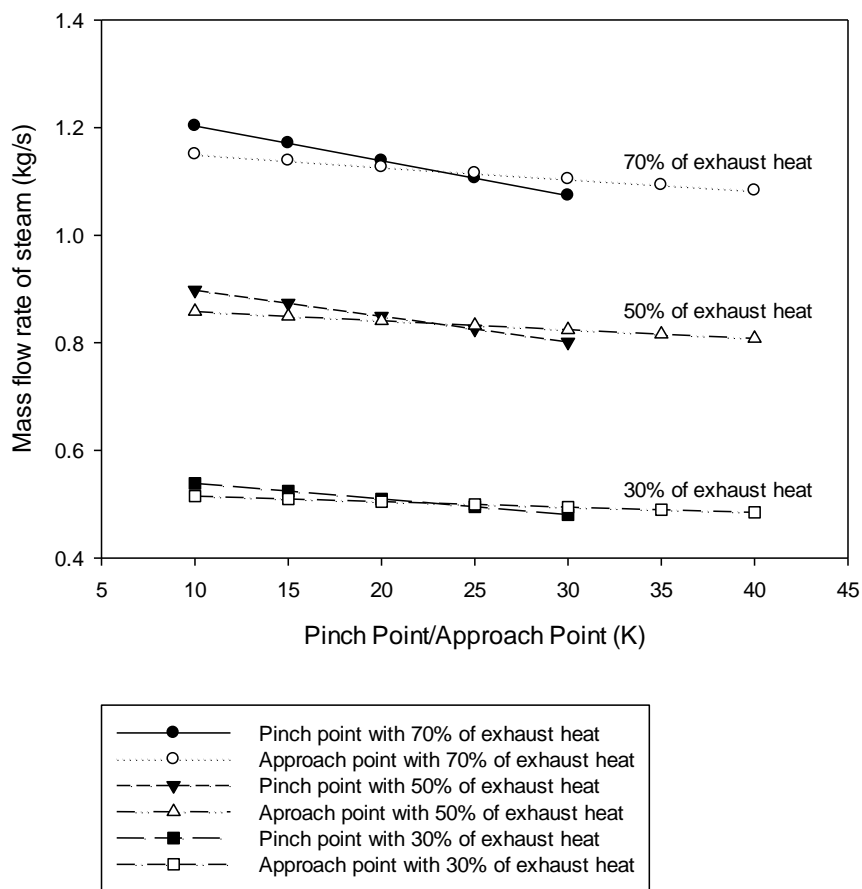 1.4
1.2
1.0
0.8
0.6
0.4
Mass flow rate of steam (kg/s)
70% of exhaust heat
50% of exhaust heat
30% of exhaust heat
5 10 15 20 25 30 35 40 45
Pinch Point/Approach Point (K)
Pinch point with 70% of exhaust heat
Approach point with 70% of exhaust heat
Pinch point with 50% of exhaust heat
Aproach point with 50% of exhaust heat
Pinch point with 30% of exhaust heat
Approach point with 30% of exhaust heat